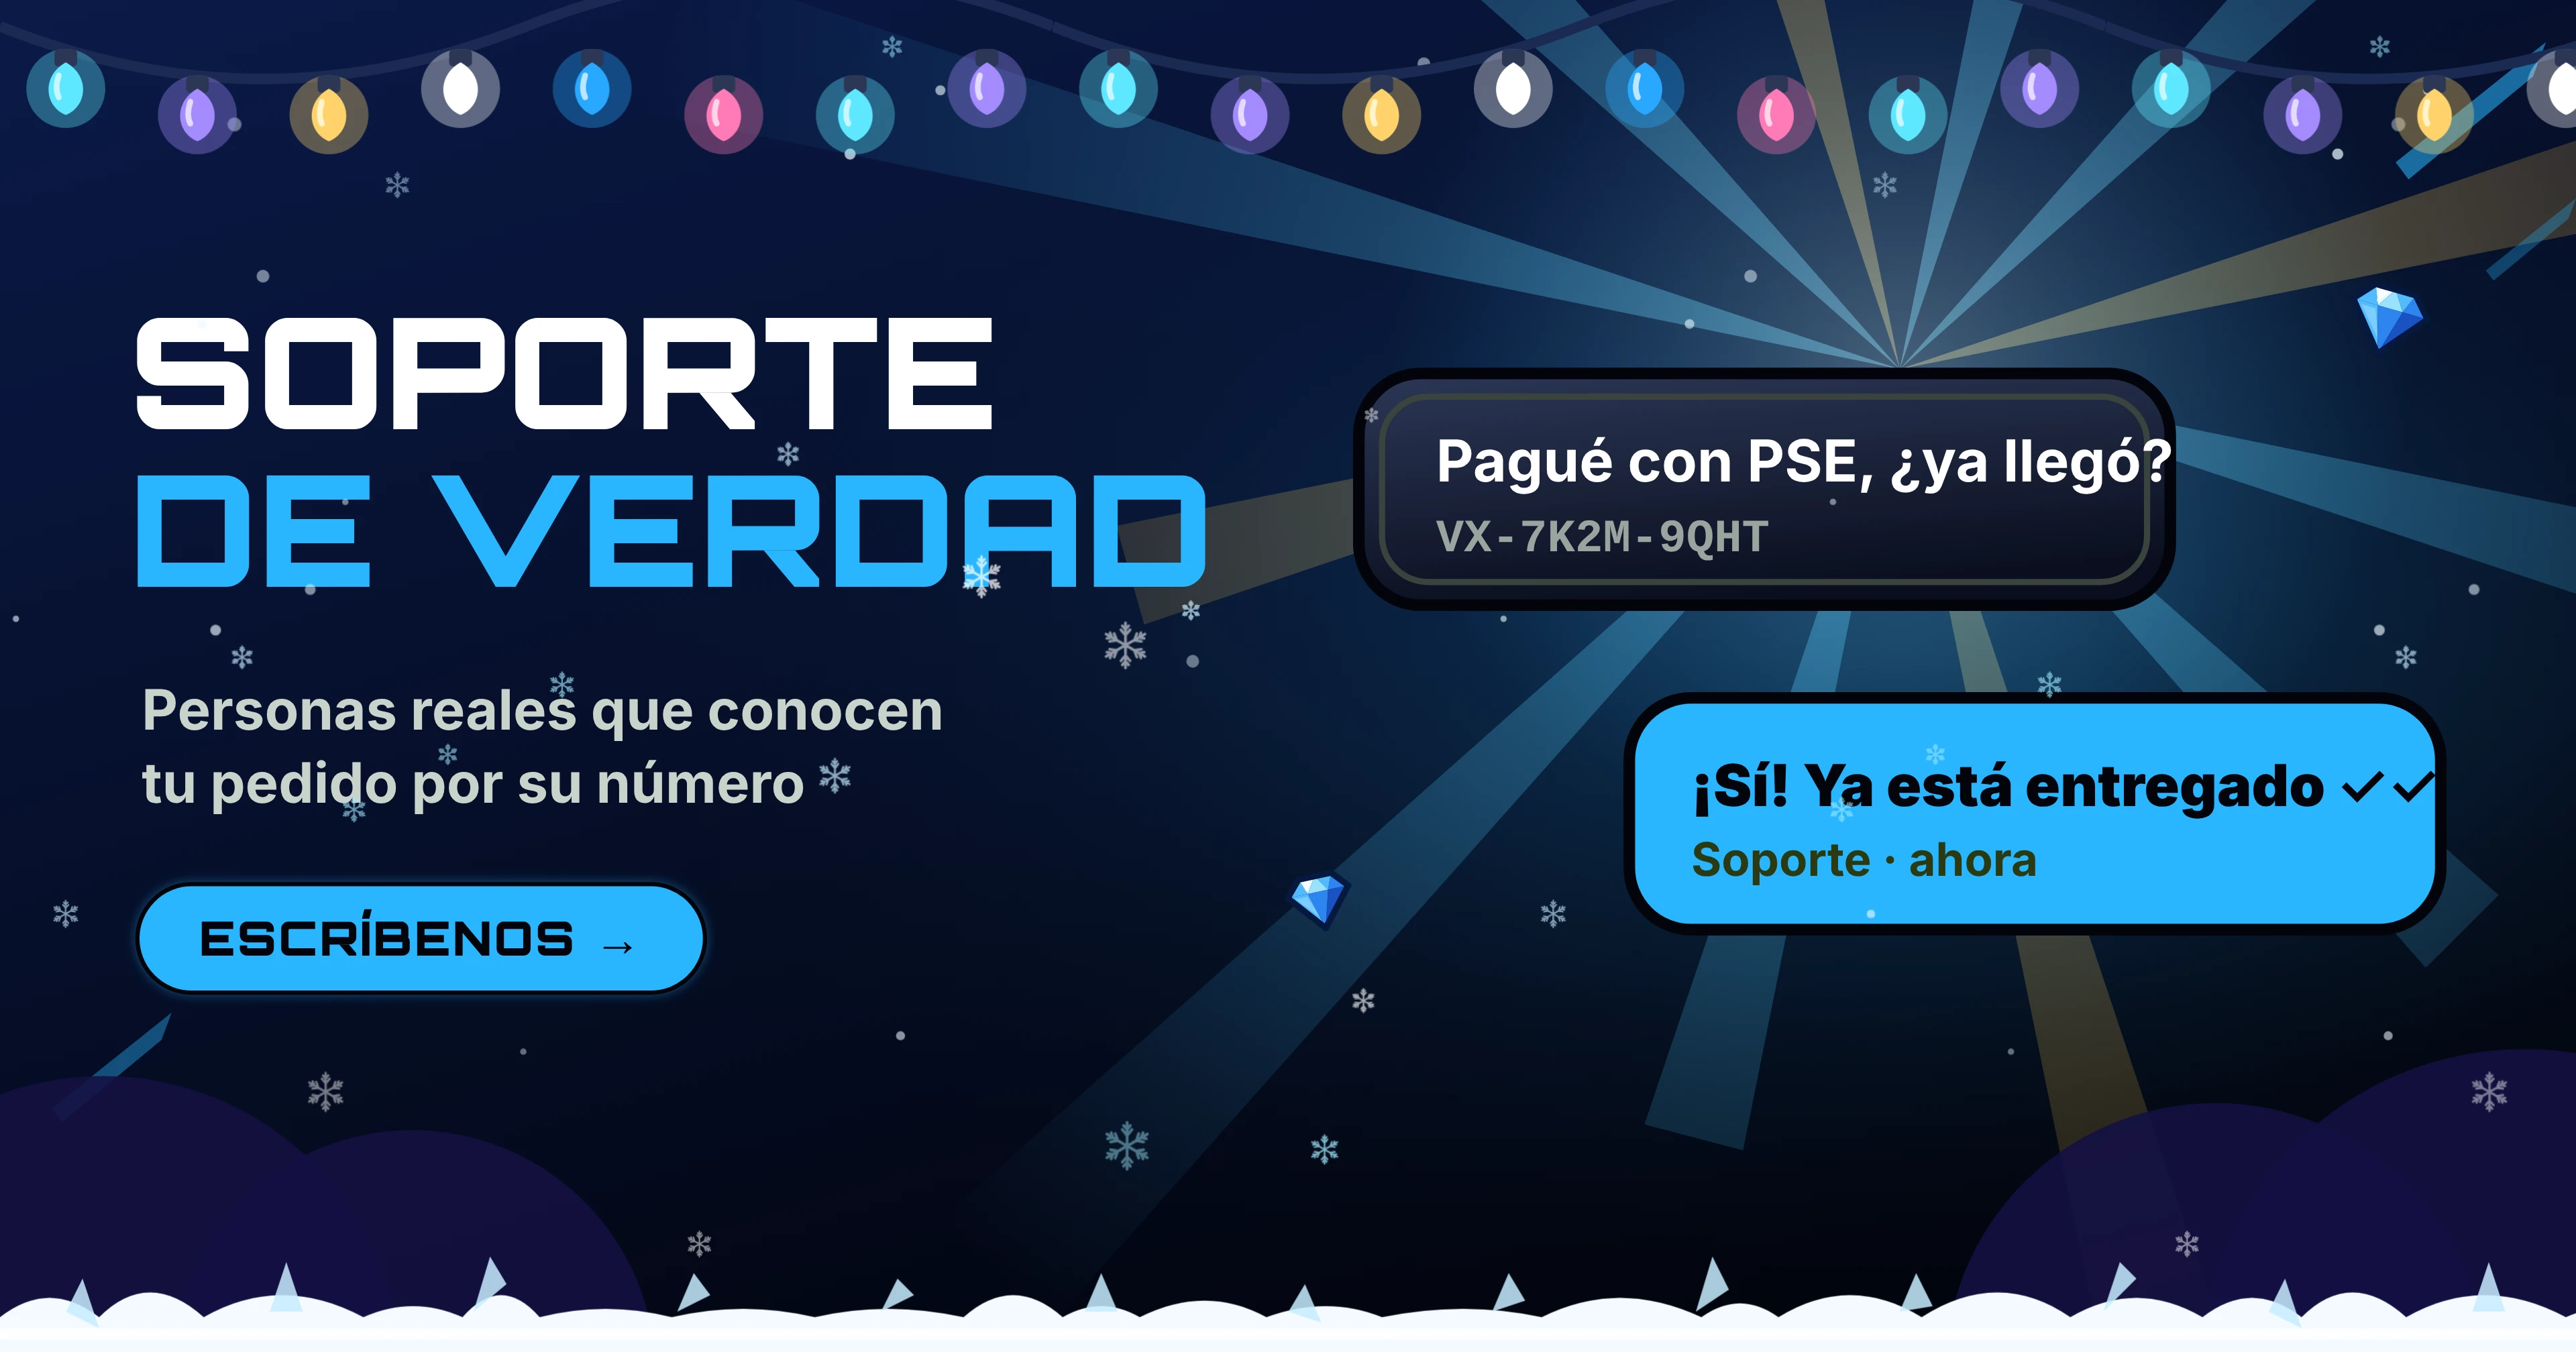 SOPORTE
DE VERDAD
Personas reales que conocen
tu pedido por su número ❄
ESCRÍBENOS →
Pagué con PSE, ¿ya llegó?
VX-7K2M-9QHT
¡Sí! Ya está entregado ✓✓
Soporte · ahora